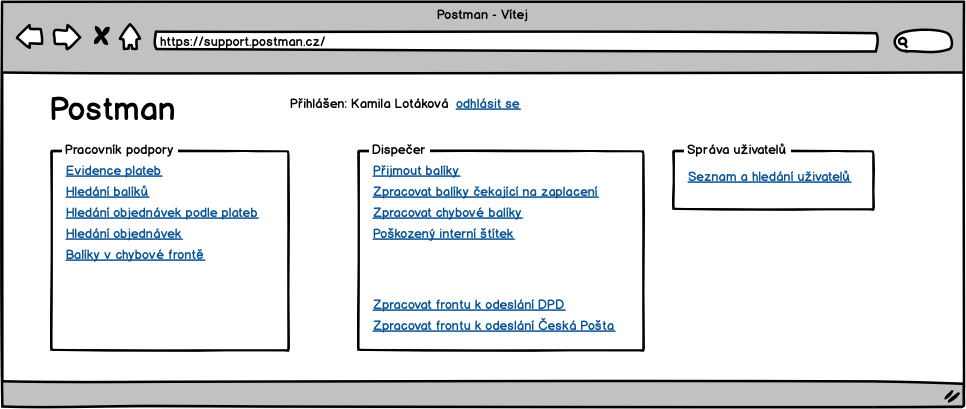 Postman - Vítej
https://support.postman.cz/
Postman
Přihlášen: Kamila Lotáková odhlásit se
Pracovník podpory
Evidence plateb
Hledání balíků
Hledání objednávek podle plateb
Hledání objednávek
Balíky v chybové frontě
Dispečer
Přijmout balíky
Zpracovat balíky čekající na zaplacení
Zpracovat chybové balíky
Poškozený interní štítek
Zpracovat frontu k odeslání DPD
Zpracovat frontu k odeslání Česká Pošta
Správa uživatelů
Seznam a hledání uživatelů